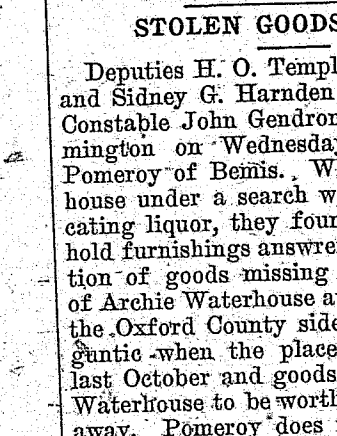 STOLEN GOODS
Deputies H. O. Templ
and Sidney G. Harnden
Constable John Gendron
mington on Wednesday
Pomeroy of Bemis. W
house under a search w
cating liquor, they foun
hold furnishings answre
tion of goods missing
of Archie Waterhouse a
the Oxford County side
guntic when the place
last October and goods
Waterhouse to be worth
away. Pomeroy does